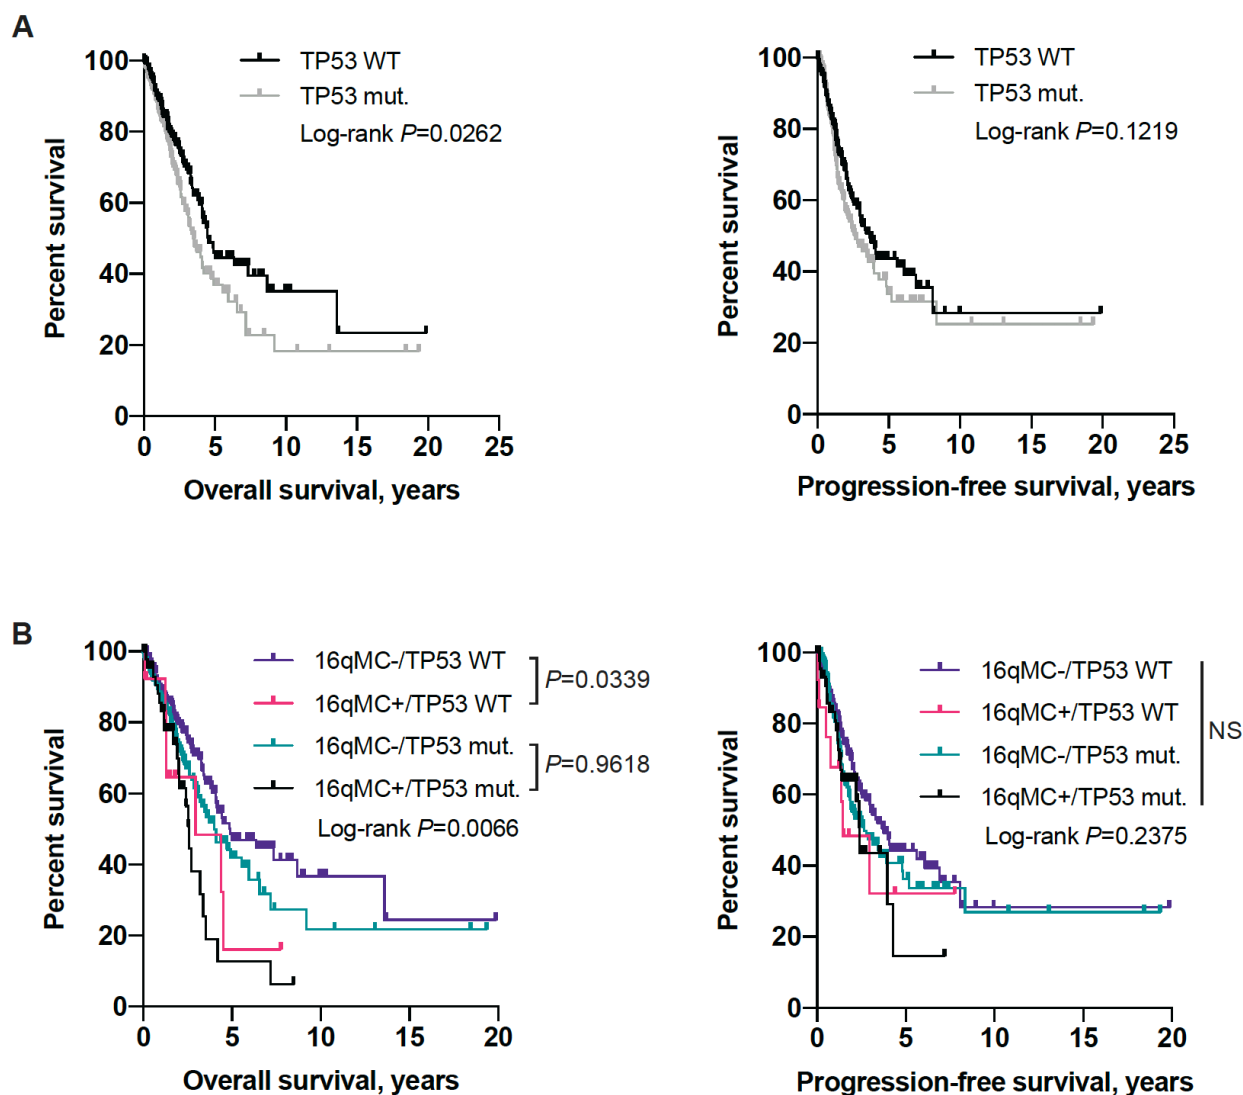 A
100
80
60
40
20
0
Percent survival
0 5 10 15 20 25
Overall survival, years
TP53 WT
TP53 mut.
Log-rank P=0.0262
100
80
60
40
20
0
Percent survival
0 5 10 15 20 25
Progression-free survival, years
TP53 WT
TP53 mut.
Log-rank P=0.1219
B
100
80
60
40
20
0
Percent survival
0 5 10 15 20
Overall survival, years
16qMC-/TP53 WT
16qMC+/TP53 WT
P=0.0339
16qMC-/TP53 mut.
16qMC+/TP53 mut.
P=0.9618
Log-rank P=0.0066
100
80
60
40
20
0
Percent survival
0 5 10 15 20
Progression-free survival, years
16qMC-/TP53 WT
16qMC+/TP53 WT
16qMC-/TP53 mut.
16qMC+/TP53 mut.
NS
Log-rank P=0.2375